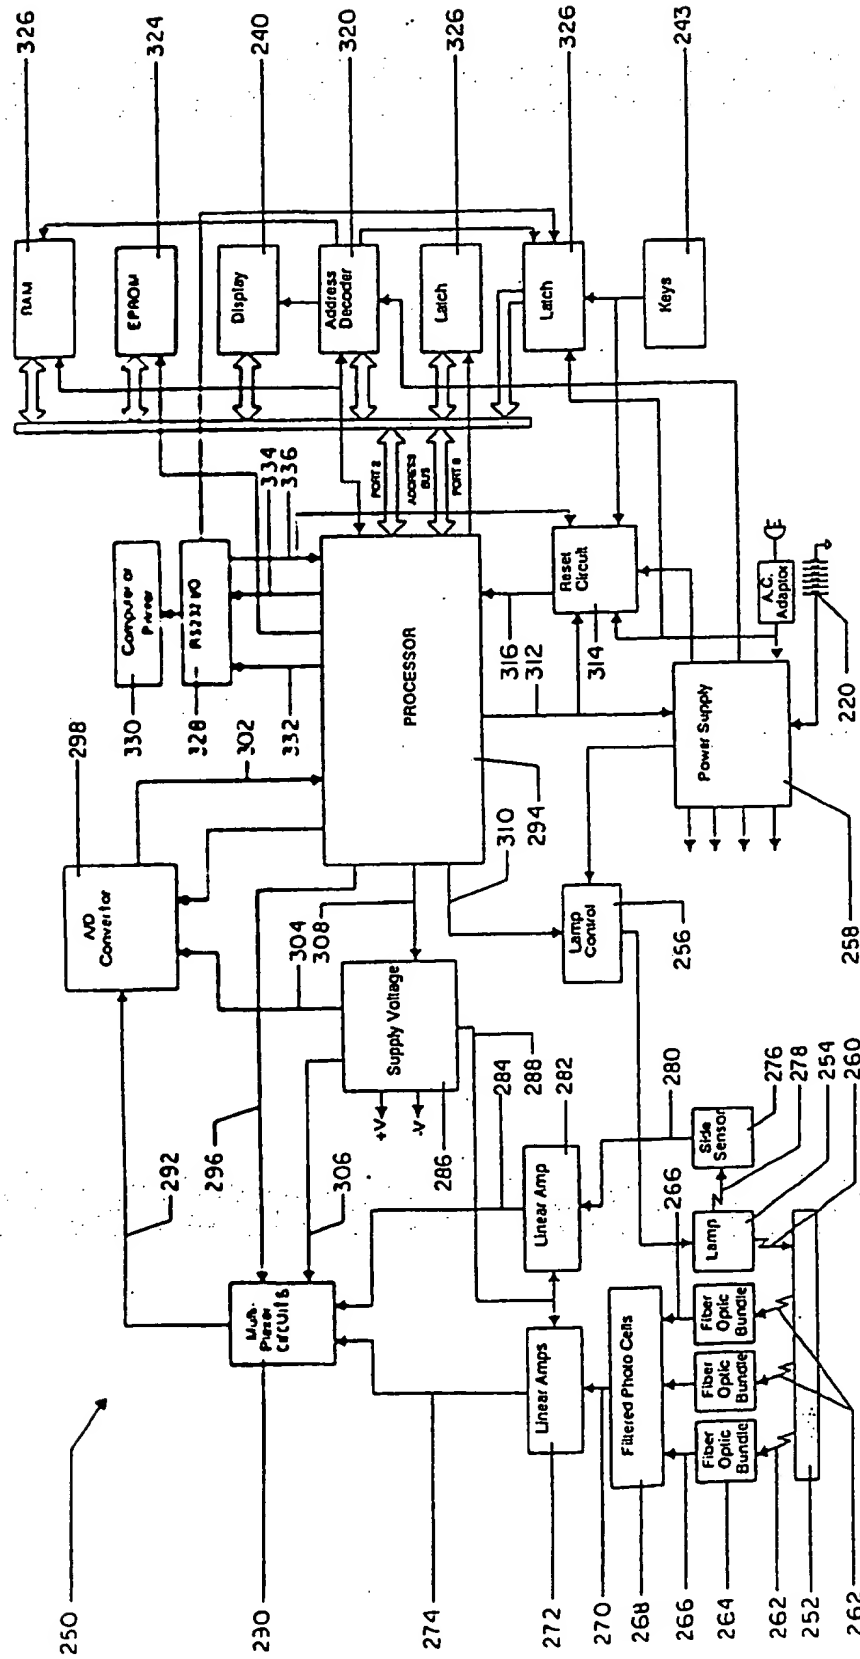 250
290
274
272
270
268
266
264
262
252
262
292
296
306
298
302
304
308
286
284
288
282
280
276
278
254
260
266
310
294
256
258
330
328
332
334
336
316
312
314
220
326
324
240
320
326
326
243
Multi-
Plexer
CIRCUITS
A/D
Convertor
Computer or
Printer
RS232 I/O
RAM
EPROM
Display
Address
Decoder
Latch
Latch
Keys
Supply Voltage
+V
-V
PROCESSOR
PORT 2
ADDRESS
BUS
PORT 8
Linear Amps
Linear Amp
Lamp
Control
Reset
Circuit
Filtered Photo Cells
Fiber
Optic
Bundle
Fiber
Optic
Bundle
Fiber
Optic
Bundle
Lamp
Side
Sensor
Power Supply
A.C.
Adaptor